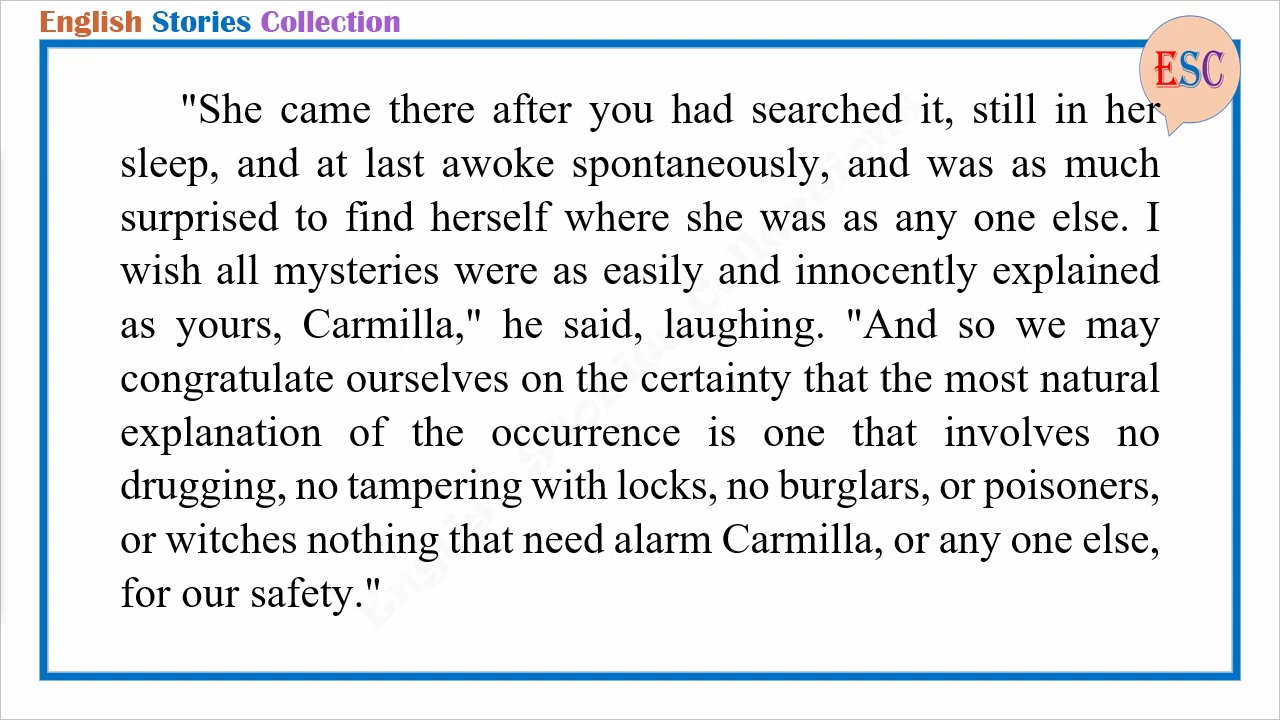 English Stories Collection
ESC
"She came there after you had searched it, still in her
sleep, and at last awoke spontaneously, and was as much
surprised to find herself where she was as any one else. I
wish all mysteries were as easily and innocently explained
as yours, Carmilla," he said, laughing. "And so we may
congratulate ourselves on the certainty that the most natural
explanation of the occurrence is one that involves no
drugging, no tampering with locks, no burglars, or poisoners,
or witches nothing that need alarm Carmilla, or any one else,
for our safety."
English Stories Collections